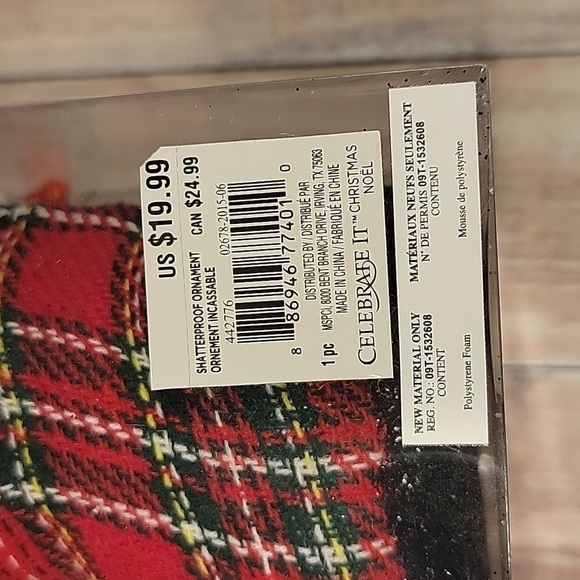 US $19.99
SHATTERPROOF ORNAMENT CAN $24.99
ORNEMENT INCASSABLE
442776 02678-2015-06
8 86946 77401 0
1 pc MSPCI, 8000 BENT BRANCH DRIVE, IRVING, TX 75063
DISTRIBUTED BY / DISTRIBUÉ PAR
MADE IN CHINA / FABRIQUÉ EN CHINE
CELEBRATE IT™ CHRISTMAS
NOËL
NEW MATERIAL ONLY
REG. NO.: 09T-1532608
CONTENT
Polystyrene Foam
MATÉRIAUX NEUFS SEULEMENT
N° DE PERMIS 09T-1532608
CONTENU
Mousse de polystyrène